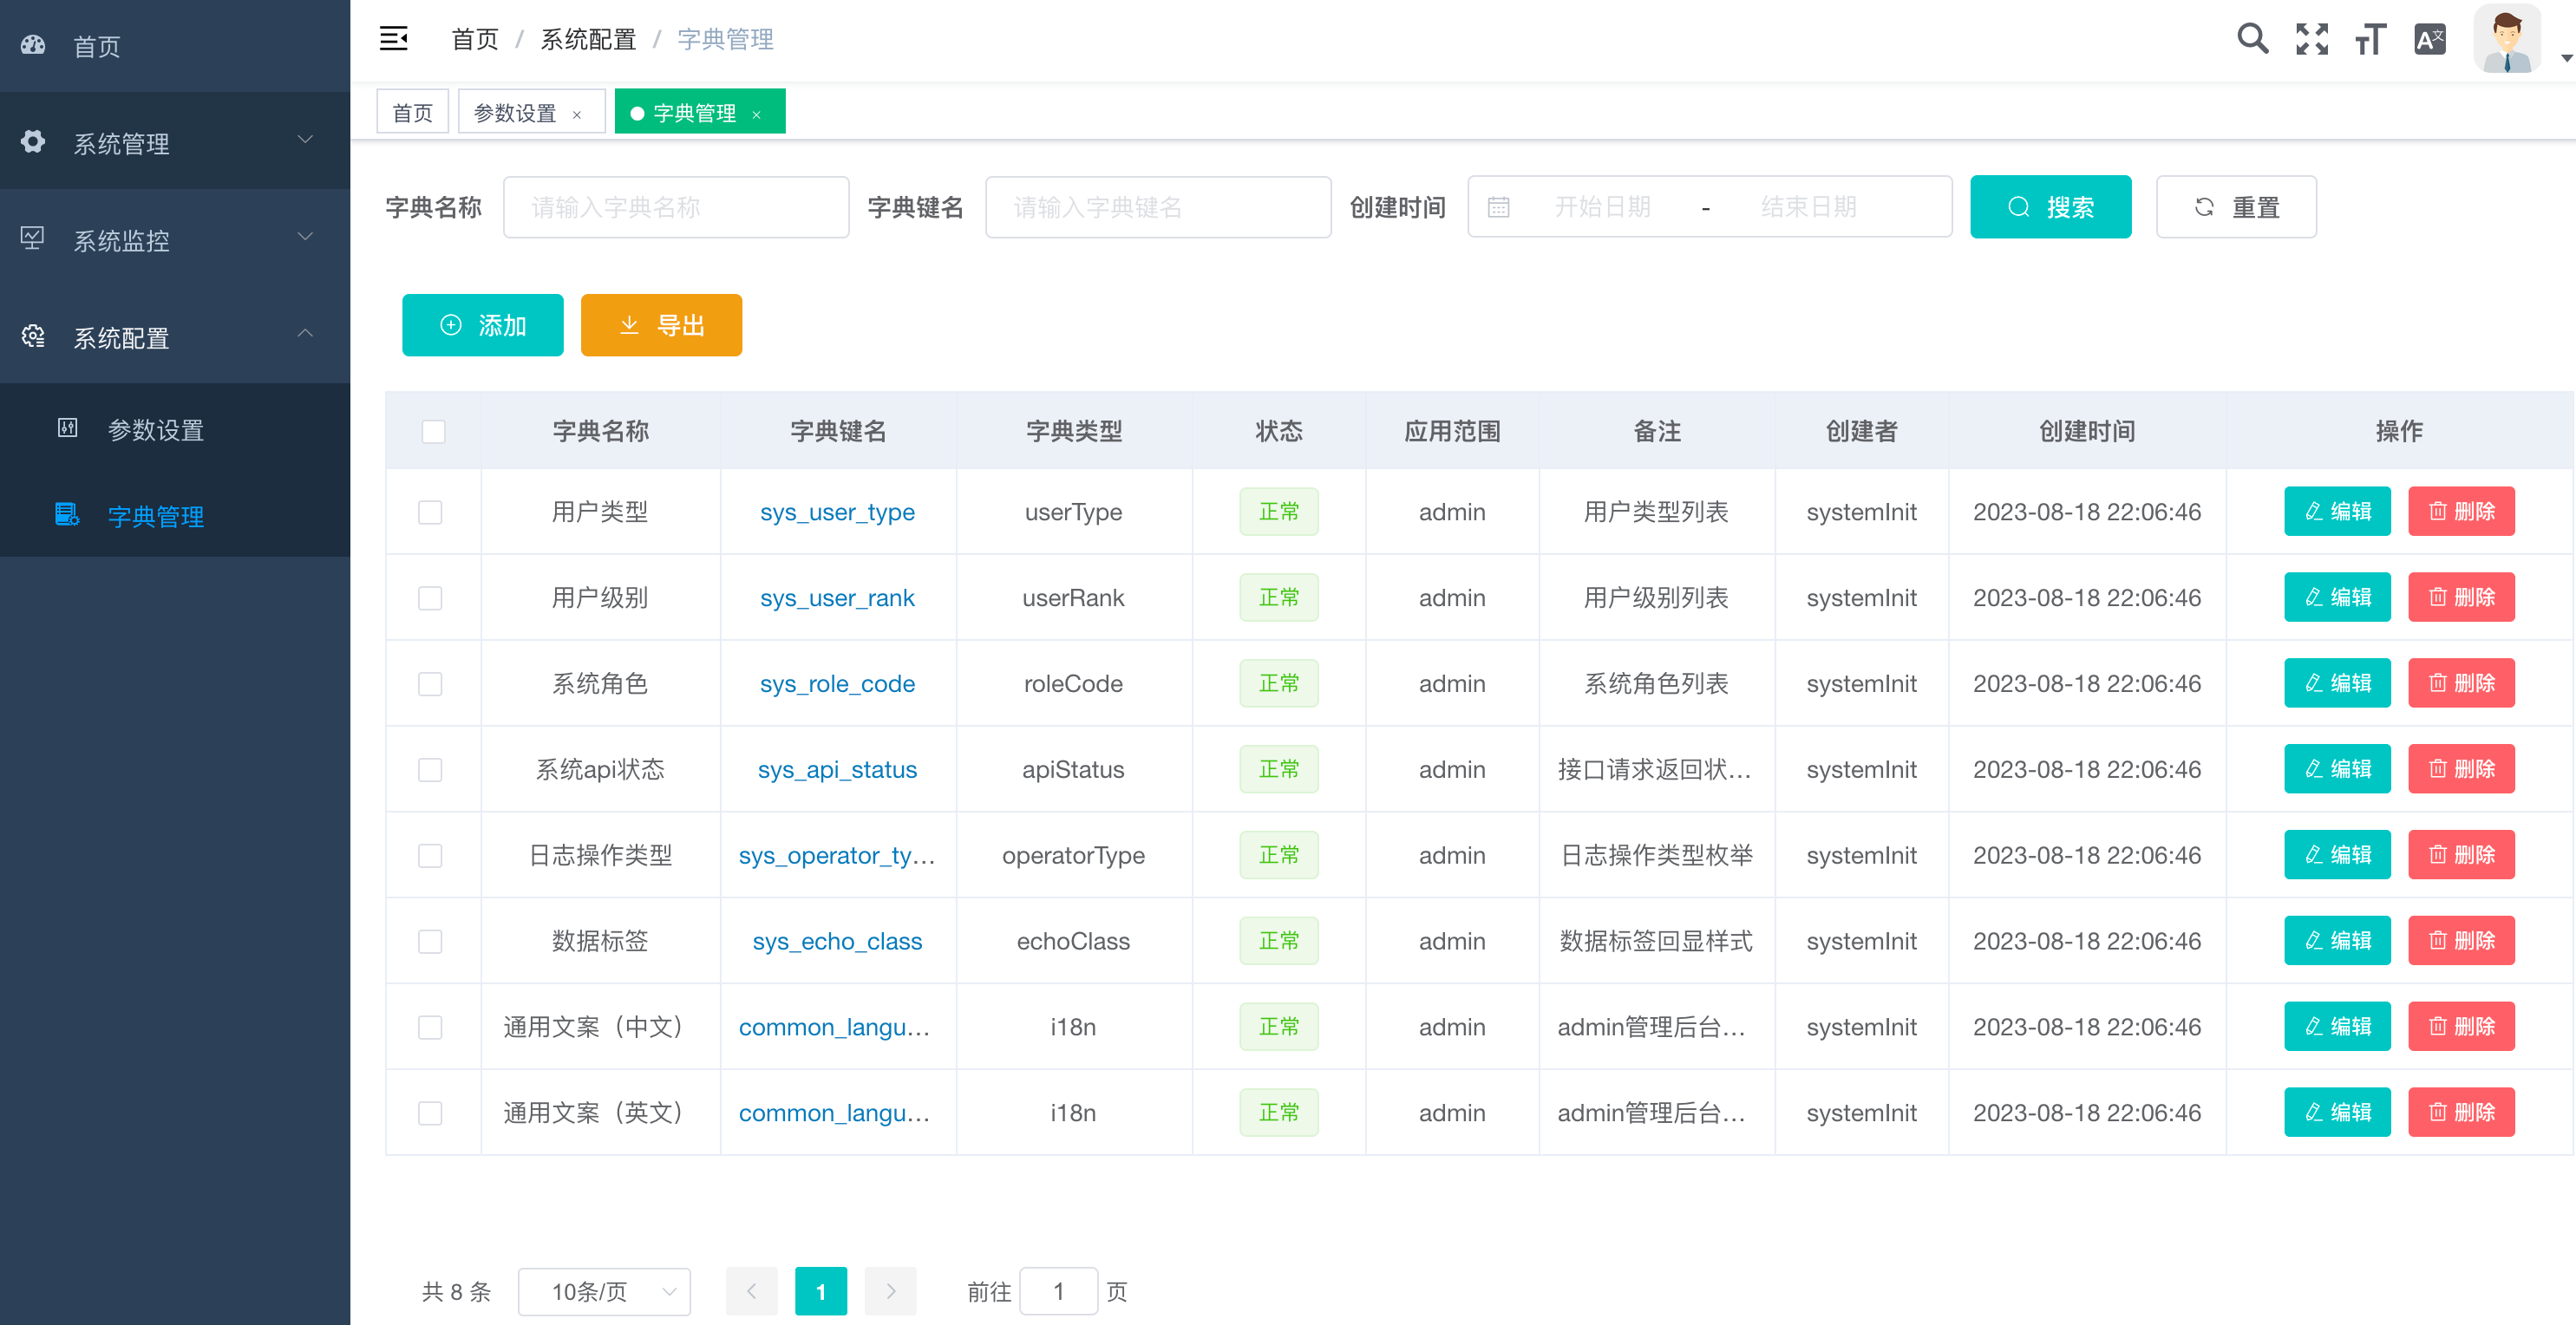 首页
系统管理
系统监控
系统配置
参数设置
字典管理
首页 / 系统配置 / 字典管理
首页 参数设置 × 字典管理 ×
字典名称 请输入字典名称 字典键名 请输入字典键名 创建时间 开始日期 - 结束日期 搜索 重置
添加 导出
字典名称 字典键名 字典类型 状态 应用范围 备注 创建者 创建时间 操作
用户类型 sys_user_type userType 正常 admin 用户类型列表 systemInit 2023-08-18 22:06:46 编辑 删除
用户级别 sys_user_rank userRank 正常 admin 用户级别列表 systemInit 2023-08-18 22:06:46 编辑 删除
系统角色 sys_role_code roleCode 正常 admin 系统角色列表 systemInit 2023-08-18 22:06:46 编辑 删除
系统api状态 sys_api_status apiStatus 正常 admin 接口请求返回状... systemInit 2023-08-18 22:06:46 编辑 删除
日志操作类型 sys_operator_ty... operatorType 正常 admin 日志操作类型枚举 systemInit 2023-08-18 22:06:46 编辑 删除
数据标签 sys_echo_class echoClass 正常 admin 数据标签回显样式 systemInit 2023-08-18 22:06:46 编辑 删除
通用文案（中文） common_langu... i18n 正常 admin admin管理后台... systemInit 2023-08-18 22:06:46 编辑 删除
通用文案（英文） common_langu... i18n 正常 admin admin管理后台... systemInit 2023-08-18 22:06:46 编辑 删除
共 8 条 10条/页 1 前往 1 页